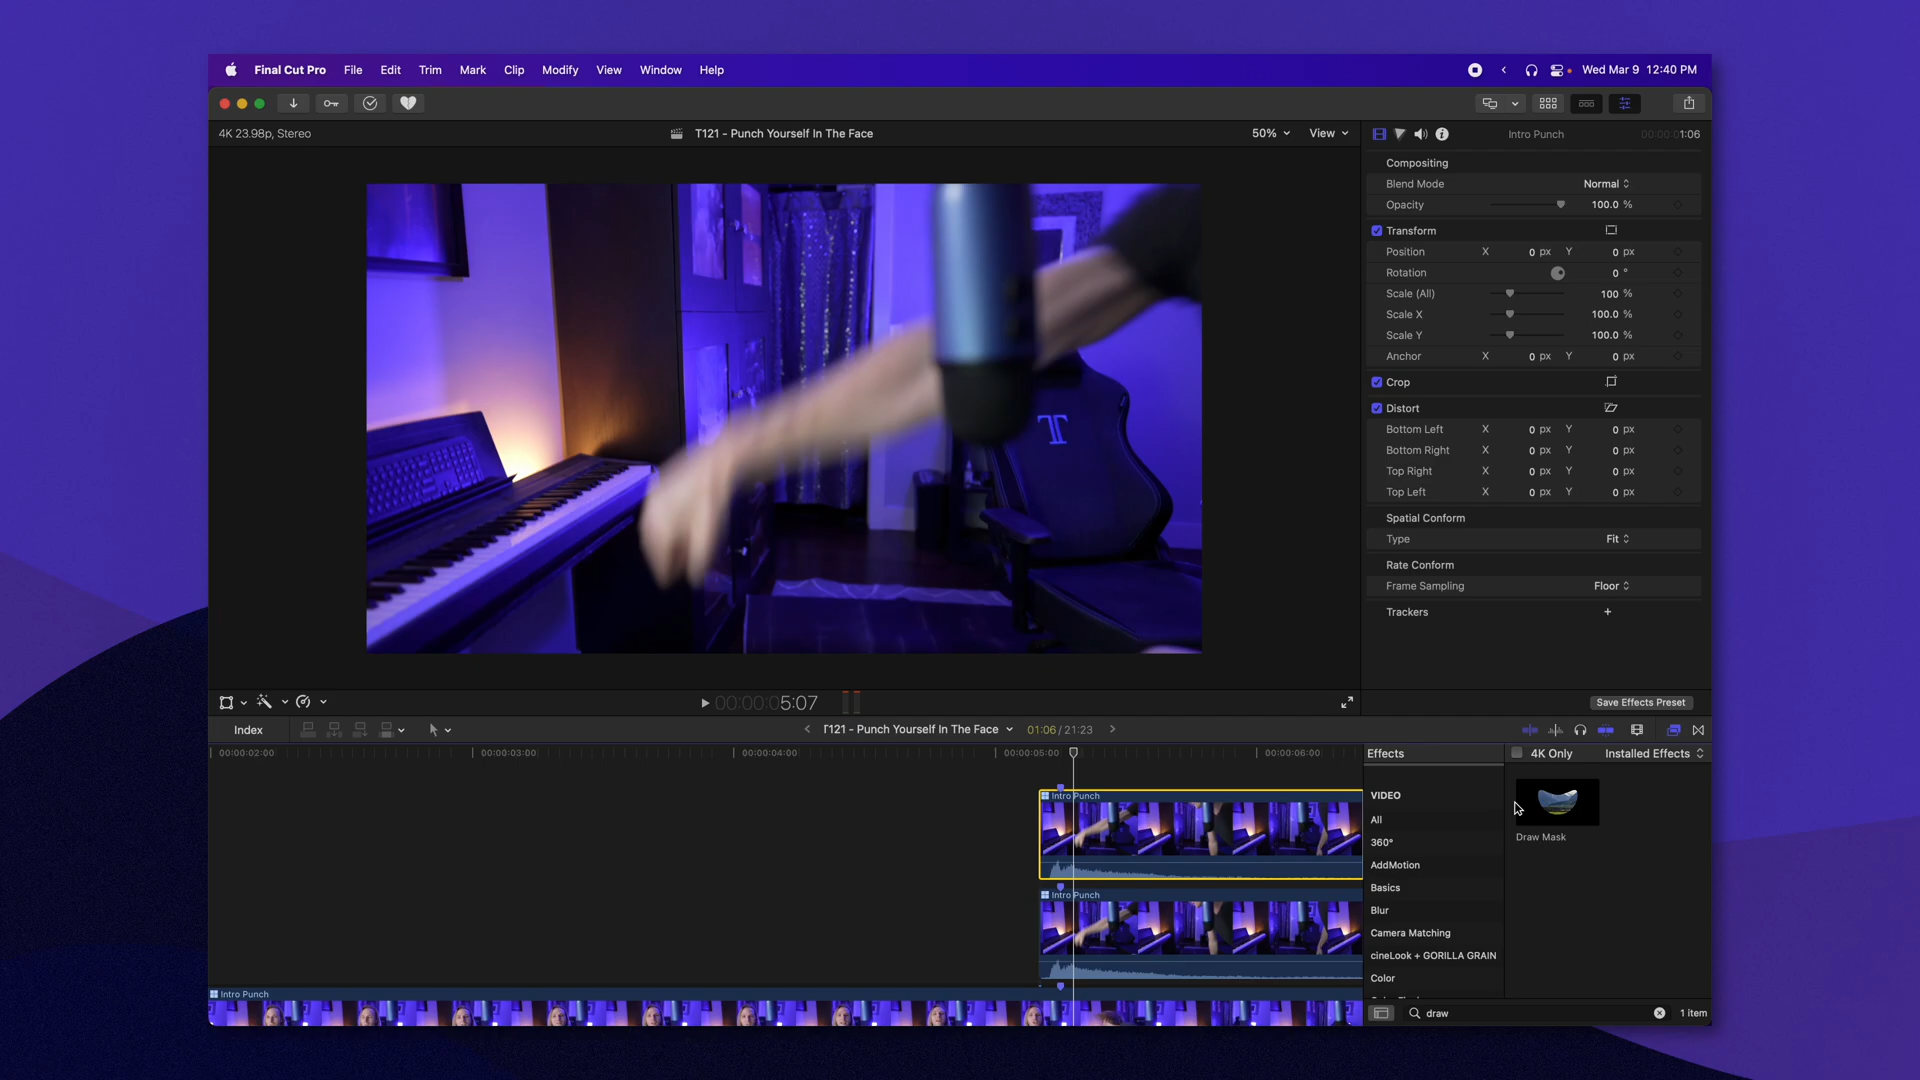 Final Cut Pro File Edit Trim Mark Clip Modify View Window Help Wed Mar 9 12:40 PM
4K 23.98p, Stereo T121 - Punch Yourself In The Face 50% View Intro Punch 00:00:01:06
Compositing
Blend Mode Normal
Opacity 100.0 %
Transform
Position X 0 px Y 0 px
Rotation 0 °
Scale (All) 100 %
Scale X 100.0 %
Scale Y 100.0 %
Anchor X 0 px Y 0 px
Crop
Distort
Bottom Left X 0 px Y 0 px
Bottom Right X 0 px Y 0 px
Top Right X 0 px Y 0 px
Top Left X 0 px Y 0 px
Spatial Conform
Type Fit
Rate Conform
Frame Sampling Floor
Trackers +
00:00:05:07 Save Effects Preset
Index T121 - Punch Yourself In The Face 01:06 / 21:23
00:00:02:00 00:00:03:00 00:00:04:00 00:00:05:00 00:00:06:00
Effects 4K Only Installed Effects
Intro Punch
Intro Punch
Intro Punch
VIDEO
All
360°
AddMotion
Basics
Blur
Camera Matching
cineLook + GORILLA GRAIN
Color
Draw Mask
draw 1 item